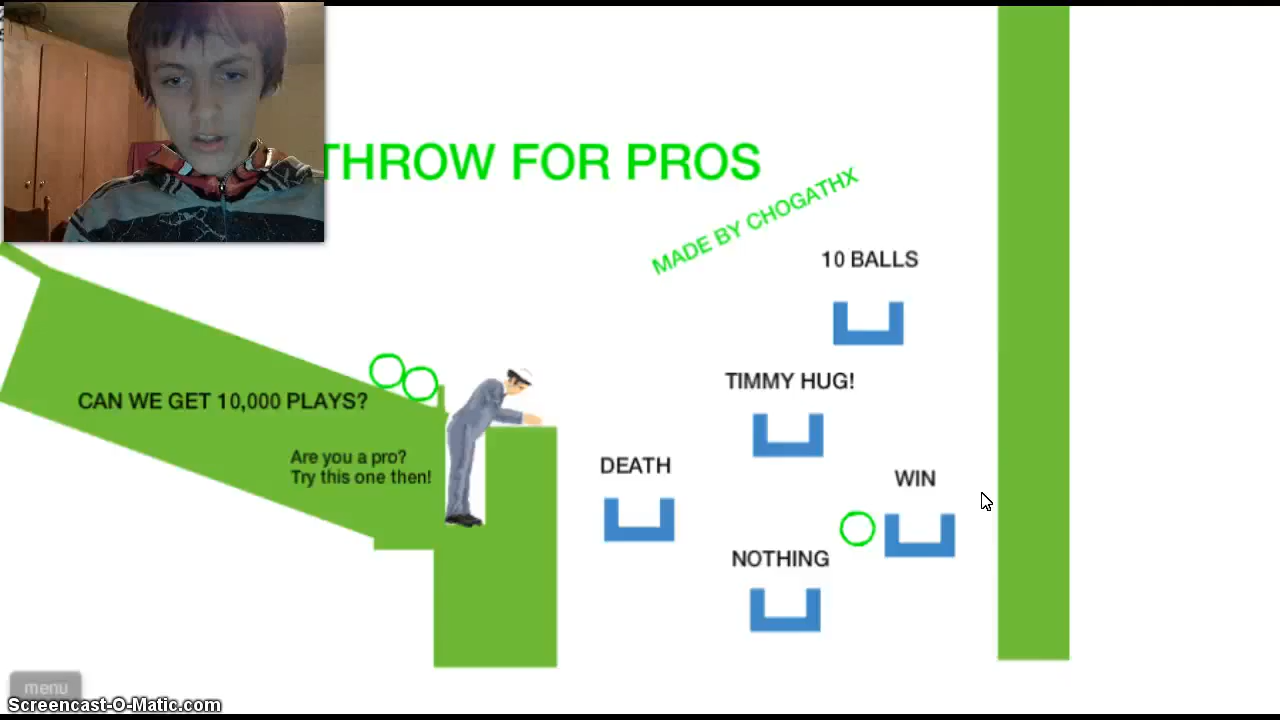 THROW FOR PROS
MADE BY CHOGATHX
10 BALLS
TIMMY HUG!
CAN WE GET 10,000 PLAYS?
Are you a pro?
Try this one then!
DEATH
WIN
NOTHING
menu
Screencast-O-Matic.com